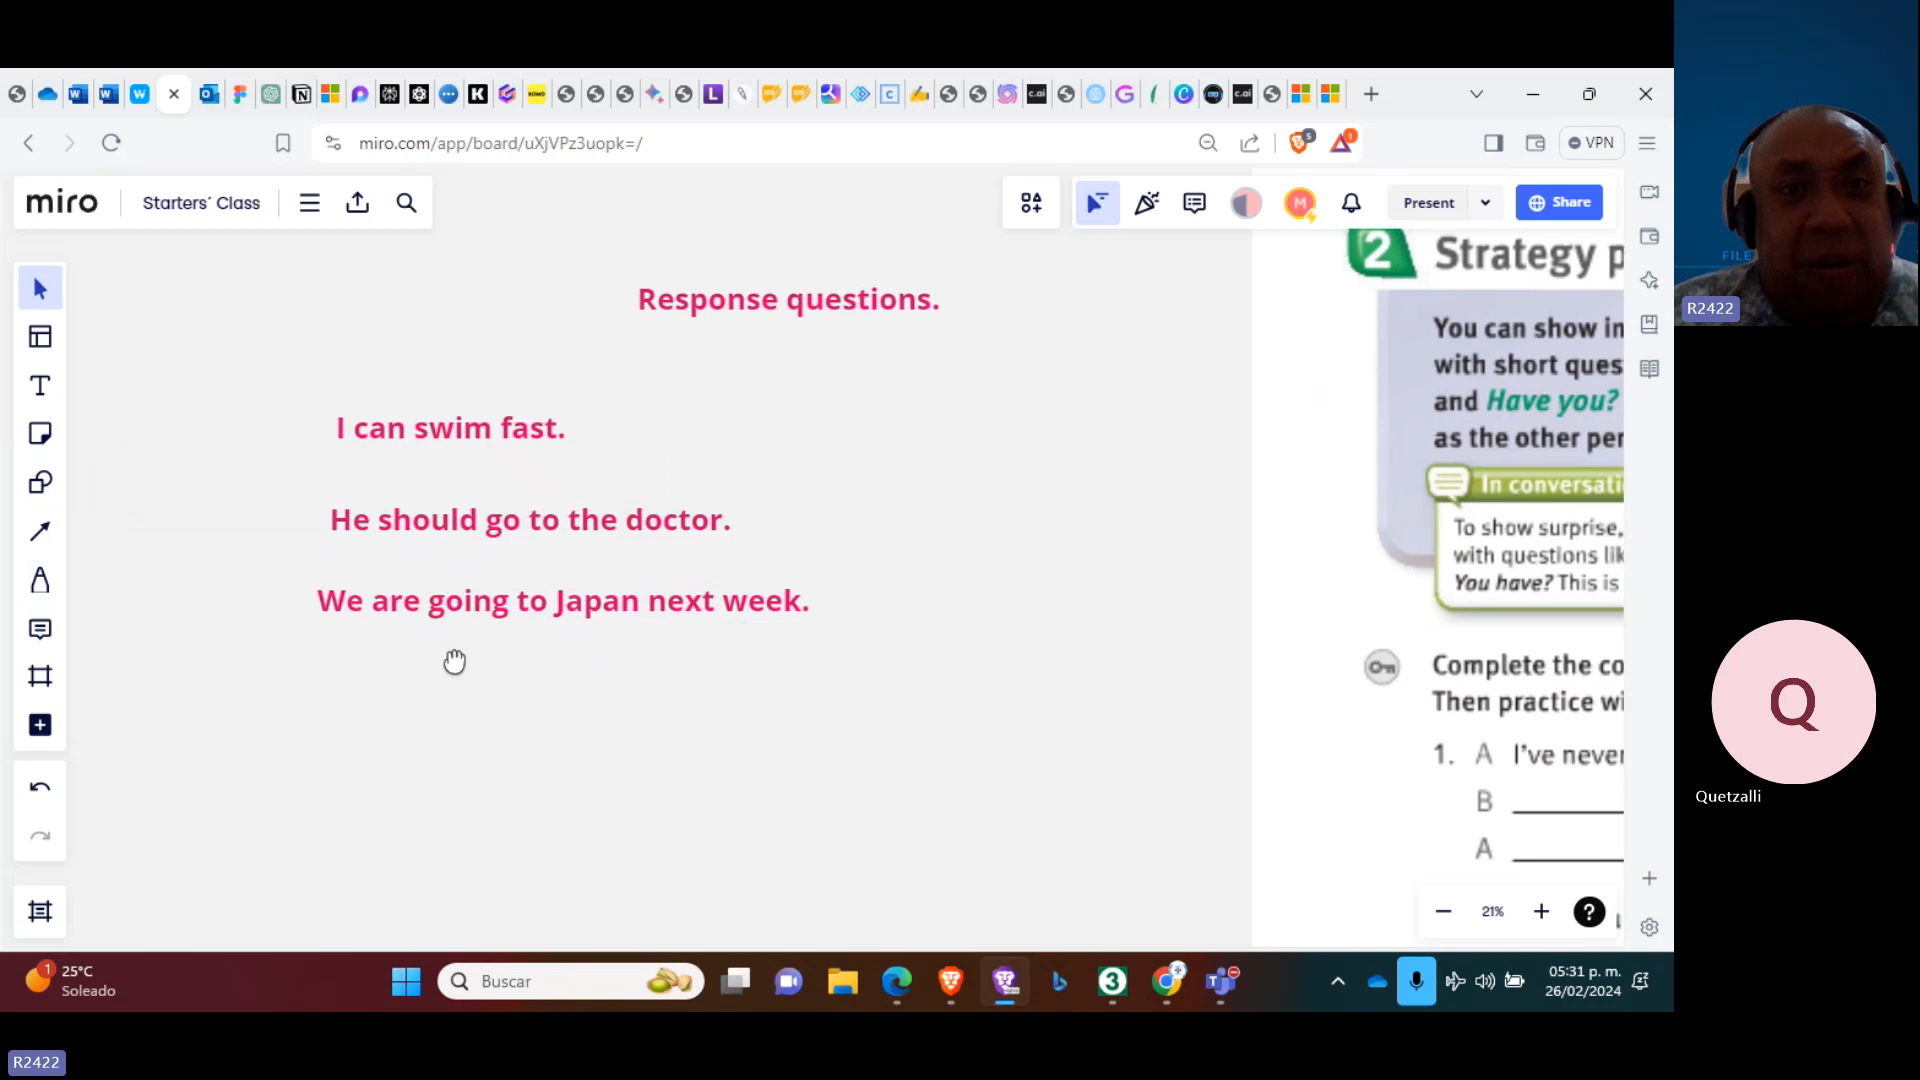 miro.com/app/board/uXjVPz3uopk=/
VPN
miro
Starters´ Class
M
Present
Share
Response questions.
I can swim fast.
He should go to the doctor.
We are going to Japan next week.
2 Strategy p
You can show in
with short ques
and Have you?
as the other per
In conversati
To show surprise,
with questions lik
You have? This is
Complete the co
Then practice wi
1. A I've never
B
A
21%
FILE
R2422
Q
Quetzalli
1
25°C
Soleado
Buscar
05:31 p. m.
26/02/2024
R2422